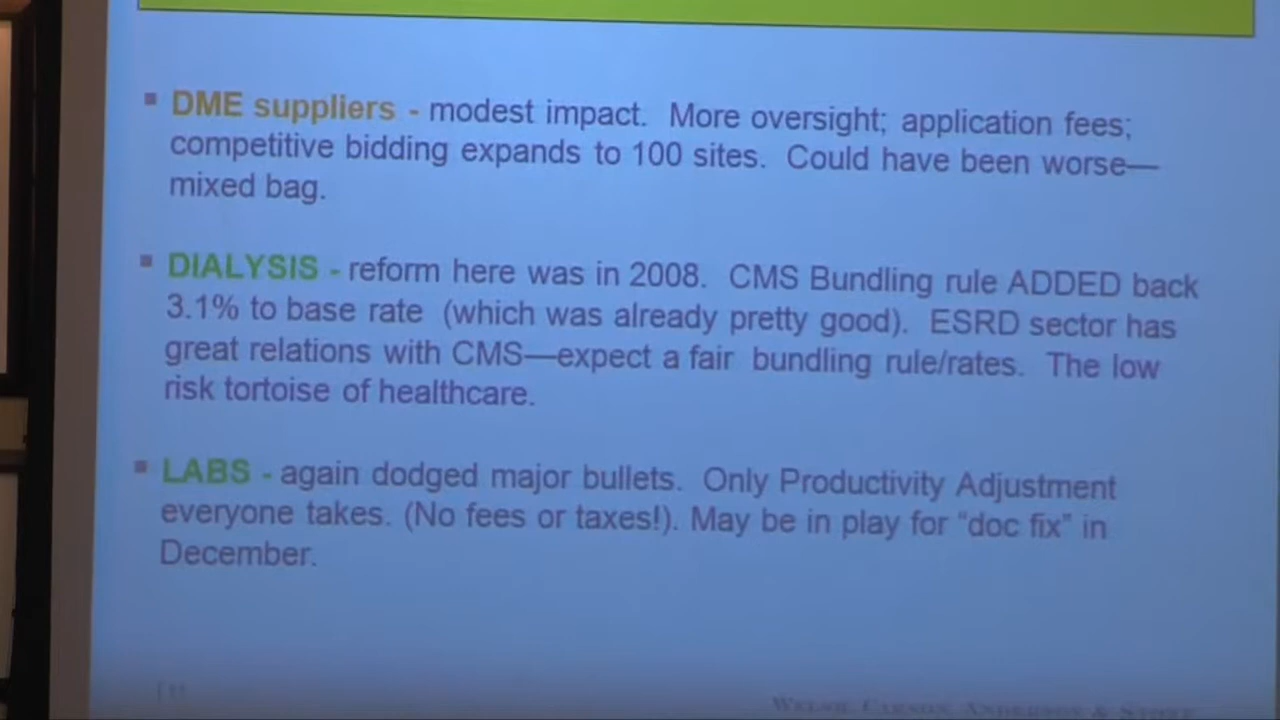 DME suppliers - modest impact. More oversight; application fees;
competitive bidding expands to 100 sites. Could have been worse—
mixed bag.
DIALYSIS - reform here was in 2008. CMS Bundling rule ADDED back
3.1% to base rate (which was already pretty good). ESRD sector has
great relations with CMS—expect a fair bundling rule/rates. The low
risk tortoise of healthcare.
LABS - again dodged major bullets. Only Productivity Adjustment
everyone takes. (No fees or taxes!). May be in play for “doc fix” in
December.
WELSH, CARSON, ANDERSON & STOWE